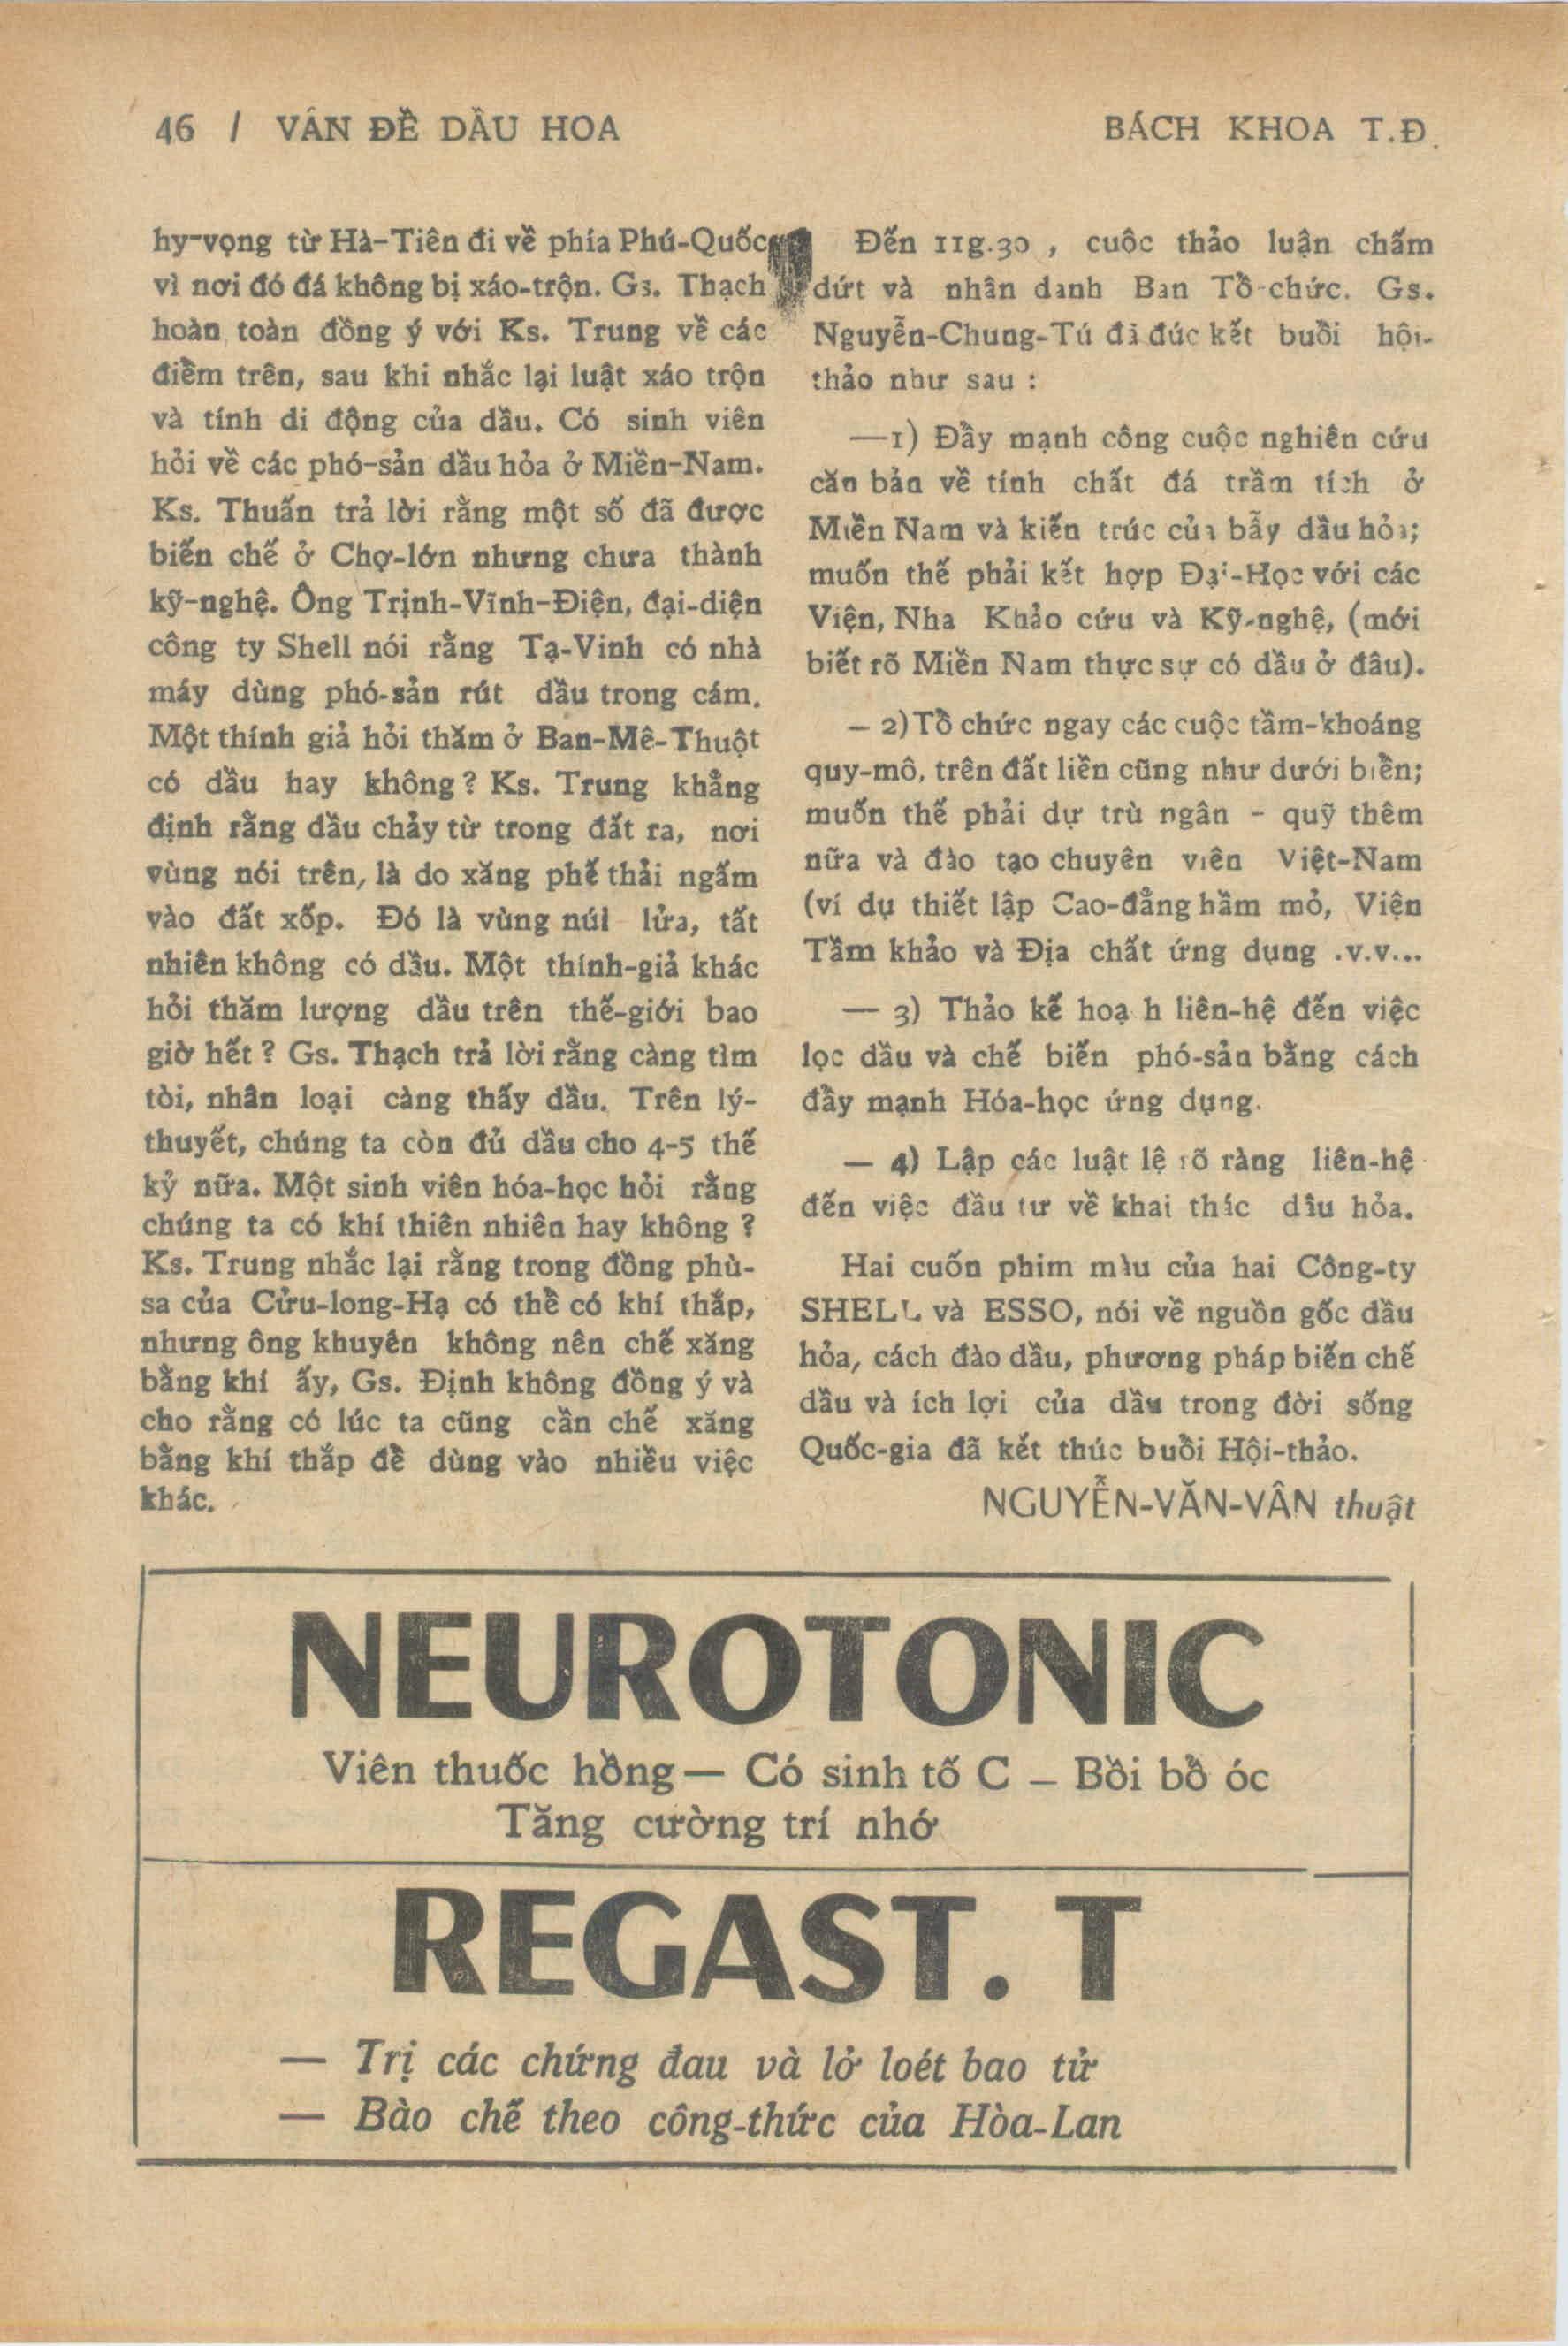 46 / VẤN ĐỀ DẦU HOA
BÁCH KHOA T.Đ.
hy-vọng từ Hà-Tiên đi về phía Phú-Quốc
vì nơi đó đá không bị xáo-trộn. Gs. Thạch
hoàn toàn đồng ý với Ks. Trung về các
điểm trên, sau khi nhắc lại luật xáo trộn
và tính di động của dầu. Có sinh viên
hỏi về các phó-sản dầu hỏa ở Miền-Nam.
Ks. Thuấn trả lời rằng một số đã được
biến chế ở Chợ-lớn nhưng chưa thành
kỹ-nghệ. Ông Trịnh-Vĩnh-Điện, đại-diện
công ty Shell nói rằng Tạ-Vinh có nhà
máy dùng phó-sản rút dầu trong cám.
Một thính giả hỏi thăm ở Ban-Mê-Thuột
có dầu hay không ? Ks. Trung khẳng
định rằng dầu chảy từ trong đất ra, nơi
vùng nói trên, là do xăng phế thải ngấm
vào đất xốp. Đó là vùng núi lửa, tất
nhiên không có dầu. Một thính-giả khác
hỏi thăm lượng dầu trên thế-giới bao
giờ hết ? Gs. Thạch trả lời rằng càng tìm
tòi, nhân loại càng thấy dầu. Trên lý-
thuyết, chúng ta còn đủ dầu cho 4-5 thế
kỷ nữa. Một sinh viên hóa-học hỏi rằng
chúng ta có khí thiên nhiên hay không ?
Ks. Trung nhắc lại rằng trong đồng phù-
sa của Cửu-long-Hạ có thể có khí thắp,
nhưng ông khuyên không nên chế xăng
bằng khí ấy, Gs. Định không đồng ý và
cho rằng có lúc ta cũng cần chế xăng
bằng khí thắp để dùng vào nhiều việc
khác.
Đến 11g.30 , cuộc thảo luận chấm
dứt và nhân danh Ban Tổ-chức. Gs.
Nguyễn-Chung-Tú đã đúc kết buổi hội-
thảo như sau :
—1) Đẩy mạnh công cuộc nghiên cứu
căn bản về tính chất đá trầm tích ở
Miền Nam và kiến trúc của bẫy dầu hỏa;
muốn thế phải kết hợp Đại-Học với các
Viện, Nha Khảo cứu và Kỹ-nghệ, (mới
biết rõ Miền Nam thực sự có dầu ở đâu).
— 2) Tổ chức ngay các cuộc tầm-khoáng
quy-mô, trên đất liền cũng như dưới biển;
muốn thế phải dự trù ngân - quỹ thêm
nữa và đào tạo chuyên viên Việt-Nam
(ví dụ thiết lập Cao-đẳng hầm mỏ, Viện
Tầm khảo và Địa chất ứng dụng .v.v...
— 3) Thảo kế hoạ h liên-hệ đến việc
lọc dầu và chế biến phó-sản bằng cách
đẩy mạnh Hóa-học ứng dụng.
— 4) Lập các luật lệ rõ ràng liên-hệ
đến việc đầu tư về khai thác dầu hỏa.
Hai cuốn phim màu của hai Công-ty
SHELL và ESSO, nói về nguồn gốc dầu
hỏa, cách đào dầu, phương pháp biến chế
dầu và ích lợi của dầu trong đời sống
Quốc-gia đã kết thúc buổi Hội-thảo.
NGUYỄN-VĂN-VÂN thuật
NEUROTONIC
Viên thuốc hồng — Có sinh tố C — Bồi bổ óc
Tăng cường trí nhớ
REGAST. T
— Trị các chứng đau và lở loét bao tử
— Bào chế theo công-thức của Hòa-Lan